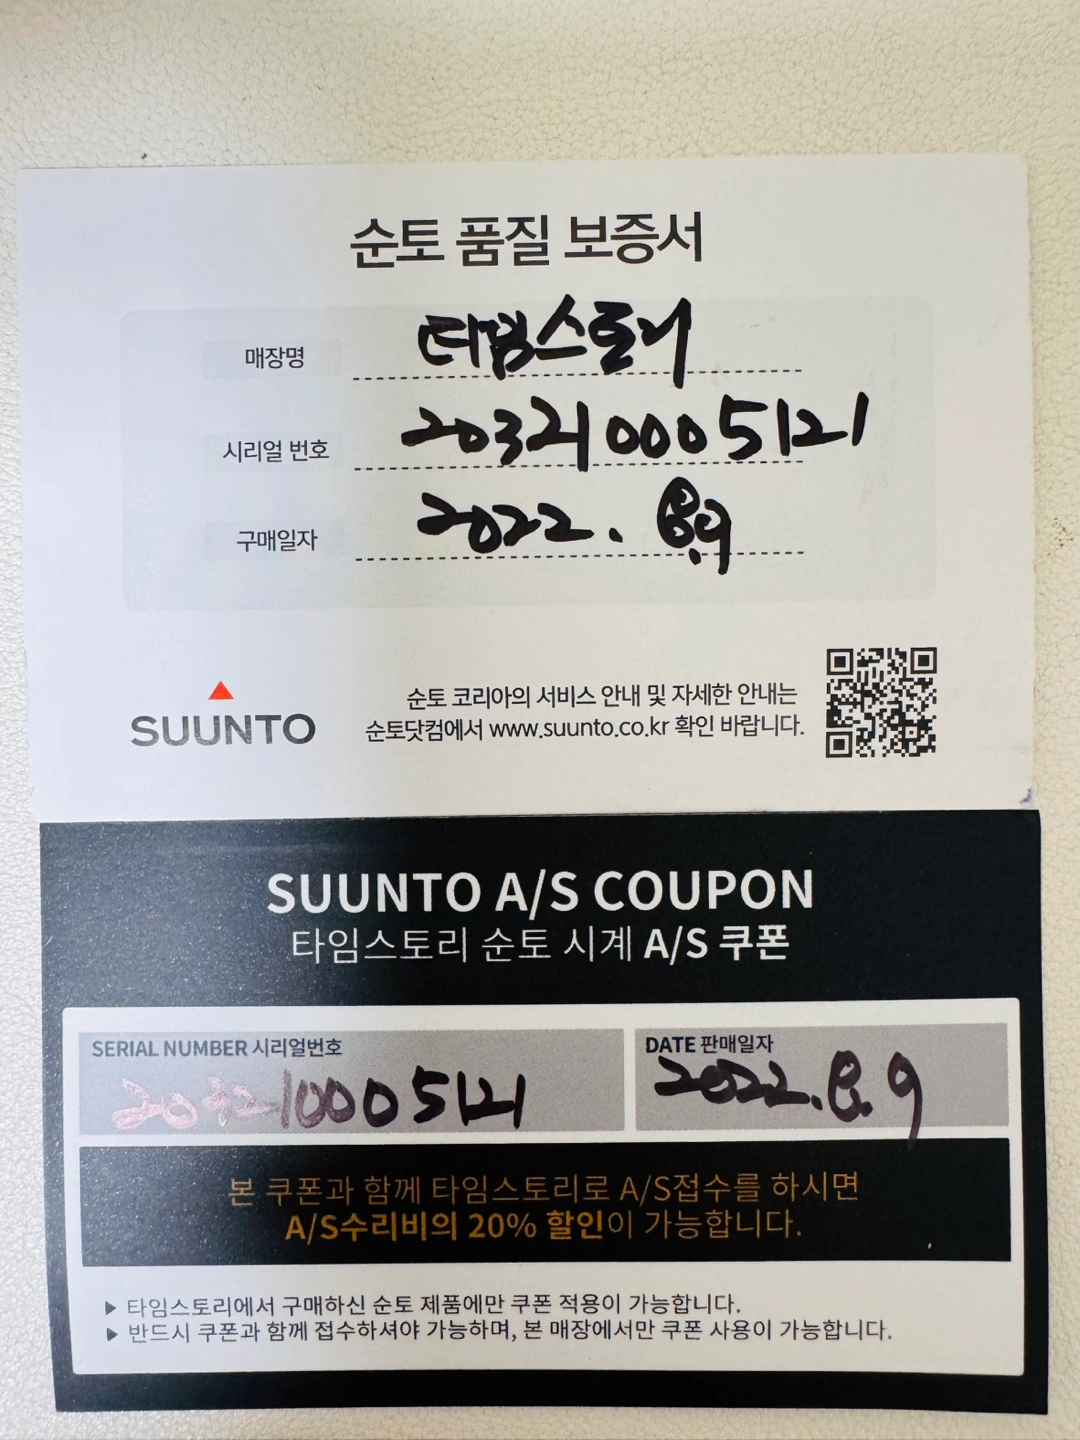 순토 품질 보증서
매장명 타임스토리
시리얼 번호 203210005121
구매일자 2022. 8.9
SUUNTO
순토 코리아의 서비스 안내 및 자세한 안내는
순토닷컴에서 www.suunto.co.kr 확인 바랍니다.
SUUNTO A/S COUPON
타임스토리 순토 시계 A/S 쿠폰
SERIAL NUMBER 시리얼번호
203210005121
DATE 판매일자
2022.8.9
본 쿠폰과 함께 타임스토리로 A/S접수를 하시면
A/S수리비의 20% 할인이 가능합니다.
▶ 타임스토리에서 구매하신 순토 제품에만 쿠폰 적용이 가능합니다.
▶ 반드시 쿠폰과 함께 접수하셔야 가능하며, 본 매장에서만 쿠폰 사용이 가능합니다.